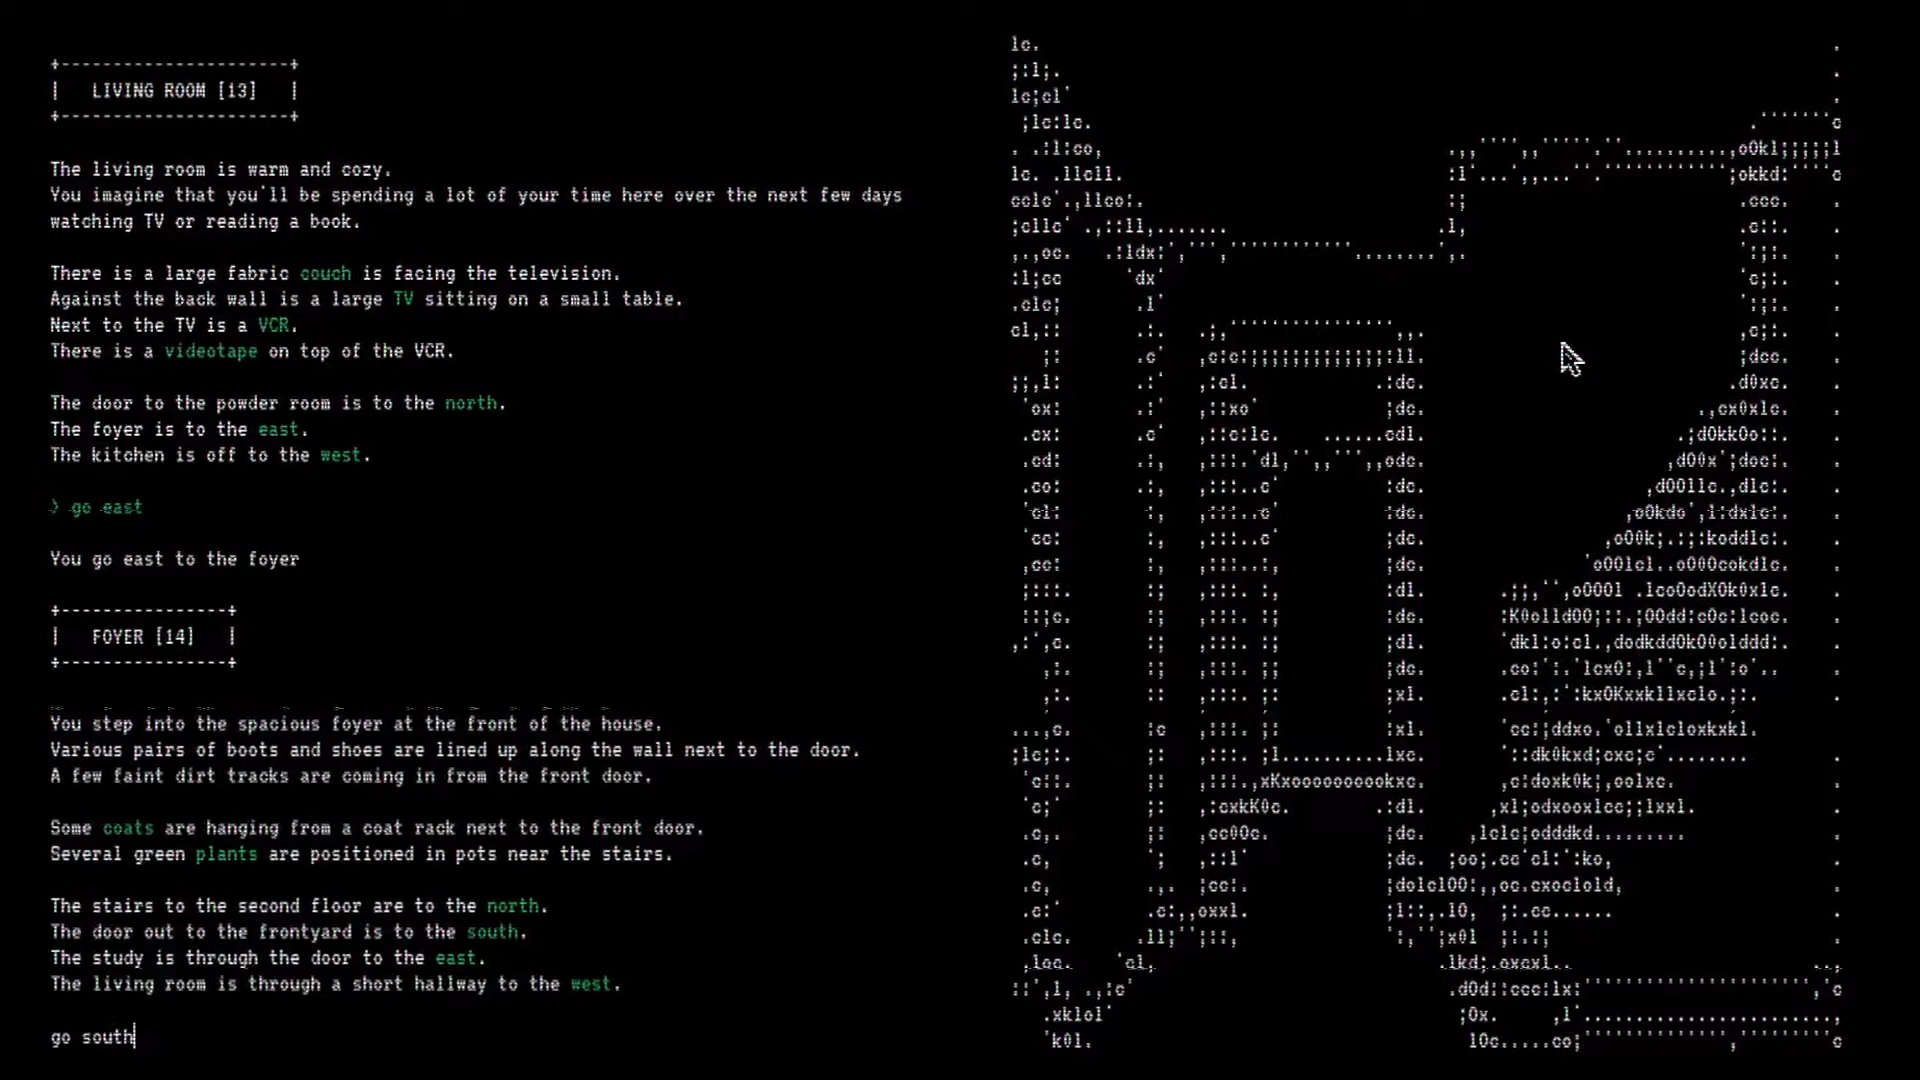 LIVING ROOM [13]
The living room is warm and cozy.
You imagine that you'll be spending a lot of your time here over the next few days
watching TV or reading a book.
There is a large fabric couch is facing the television.
Against the back wall is a large TV sitting on a small table.
Next to the TV is a VCR.
There is a videotape on top of the VCR.
The door to the powder room is to the north.
The foyer is to the east.
The kitchen is off to the west.
> go east
You go east to the foyer
FOYER [14]
You step into the spacious foyer at the front of the house.
Various pairs of boots and shoes are lined up along the wall next to the door.
A few faint dirt tracks are coming in from the front door.
Some coats are hanging from a coat rack next to the front door.
Several green plants are positioned in pots near the stairs.
The stairs to the second floor are to the north.
The door out to the frontyard is to the south.
The study is through the door to the east.
The living room is through a short hallway to the west.
go south